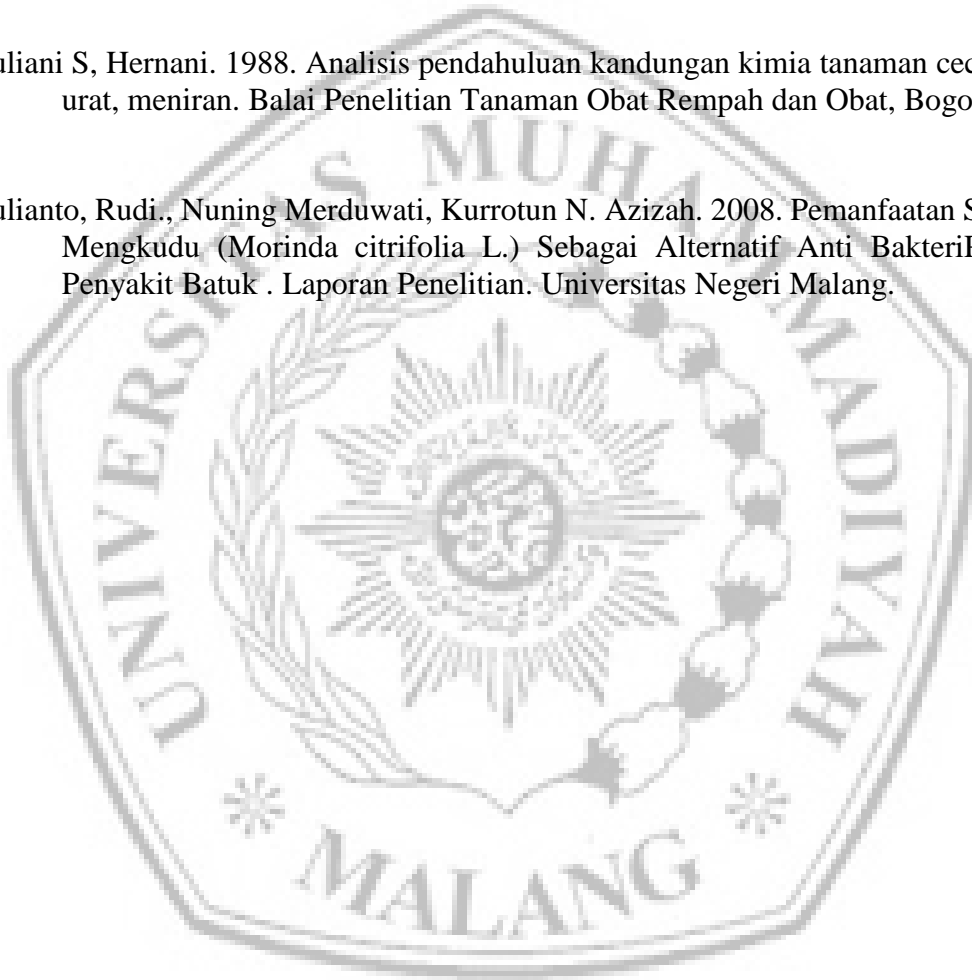 uliani S, Hernani. 1988. Analisis pendahuluan kandungan kimia tanaman
urat, meniran. Balai Penelitian Tanaman Obat Rempah dan Obat, Bogo
ulianto, Rudi., Nuning Merduwati, Kurrotun N. Azizah. 2008. Pemanfaatan S
Mengkudu (Morinda citrifolia L.) Sebagai Alternatif Anti Bakteri
Penyakit Batuk . Laporan Penelitian. Universitas Negeri Malang.
UNIVERSITAS MUHAMMADIYAH
MALANG